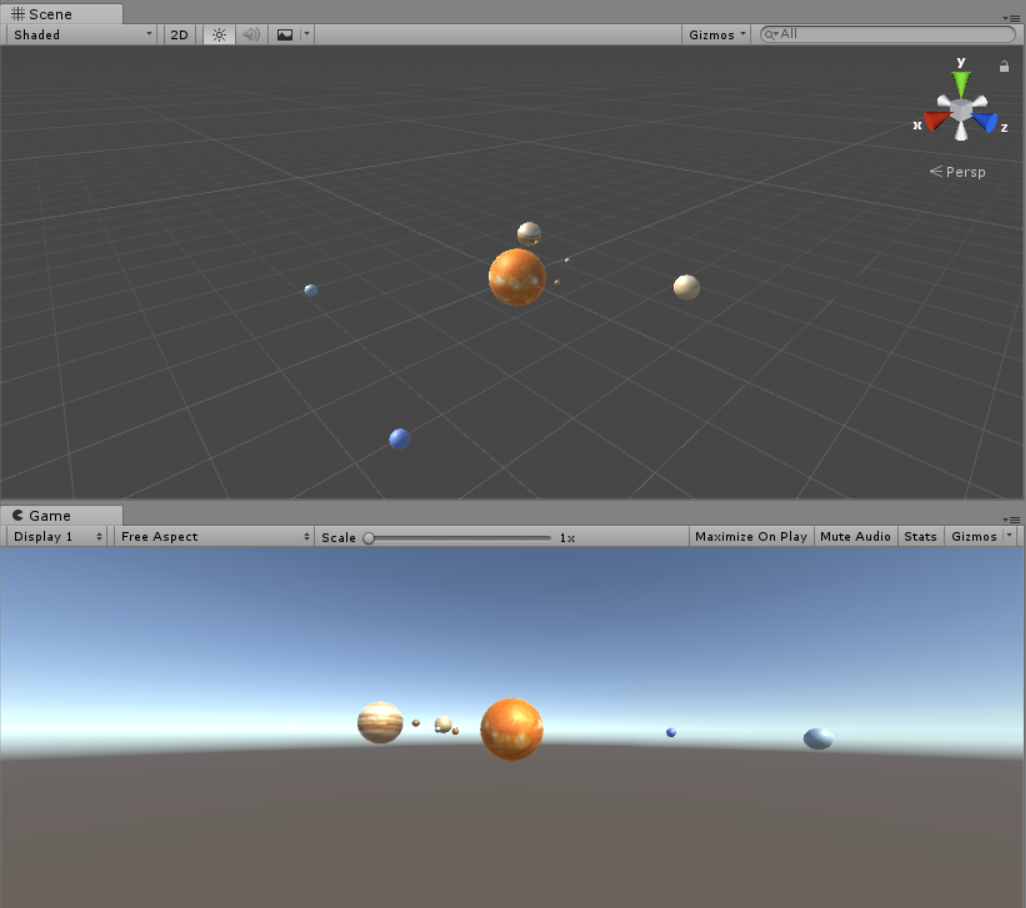 Scene
Shaded 2D Gizmos All
y
x z
Persp
Game
Display 1 Free Aspect Scale 1x Maximize On Play Mute Audio Stats Gizmos